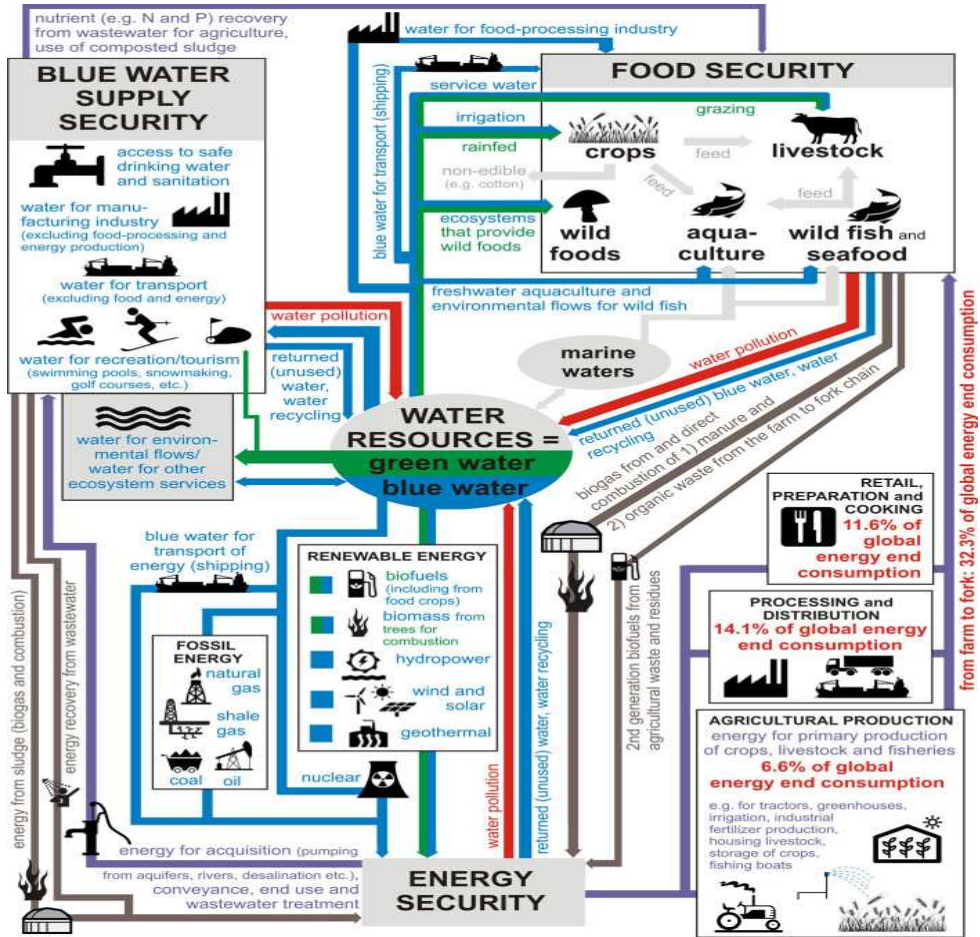 nutrient (e.g. N and P) recovery
from wastewater for agriculture,
use of composted sludge
water for food-processing industry
BLUE WATER
SUPPLY
SECURITY
access to safe
drinking water
and sanitation
water for manu-
facturing industry
(excluding food-processing and
energy production)
water for transport
(excluding food and energy)
water for recreation/tourism
(swimming pools, snowmaking,
golf courses, etc.)
water for environ-
mental flows/
water for other
ecosystem services
service water
blue water for transport (shipping)
FOOD SECURITY
grazing
irrigation
rainfed
crops
feed
livestock
non-edible
(e.g. cotton)
feed
feed
ecosystems
that provide
wild foods
wild
foods
aqua-
culture
wild fish and
seafood
freshwater aquaculture and
environmental flows for wild fish
water pollution
returned
(unused)
water,
water
recycling
marine
waters
water pollution
returned (unused) blue water, water
recycling
biogas from and direct
combustion of 1) manure and
2) organic waste from the farm to fork chain
WATER
RESOURCES =
green water
blue water
blue water for
transport of
energy (shipping)
FOSSIL
ENERGY
natural
gas
shale
gas
coal
oil
RENEWABLE ENERGY
biofuels
(including from
food crops)
biomass from
trees for
combustion
hydropower
wind and
solar
geothermal
nuclear
water pollution
returned (unused) water, water recycling
2nd generation biofuels from
agricultural waste and residues
RETAIL,
PREPARATION and
COOKING
11.6% of
global
energy end
consumption
PROCESSING and
DISTRIBUTION
14.1% of global energy
end consumption
AGRICULTURAL PRODUCTION
energy for primary production
of crops, livestock and fisheries
6.6% of global
energy end consumption
e.g. for tractors, greenhouses,
irrigation, industrial
fertilizer production,
housing livestock,
storage of crops,
fishing boats
from farm to fork: 32.3% of global energy end consumption
energy from sludge (biogas and combustion)
energy recovery from wastewater
energy for acquisition (pumping
from aquifers, rivers, desalination etc.),
conveyance, end use and
wastewater treatment
ENERGY
SECURITY